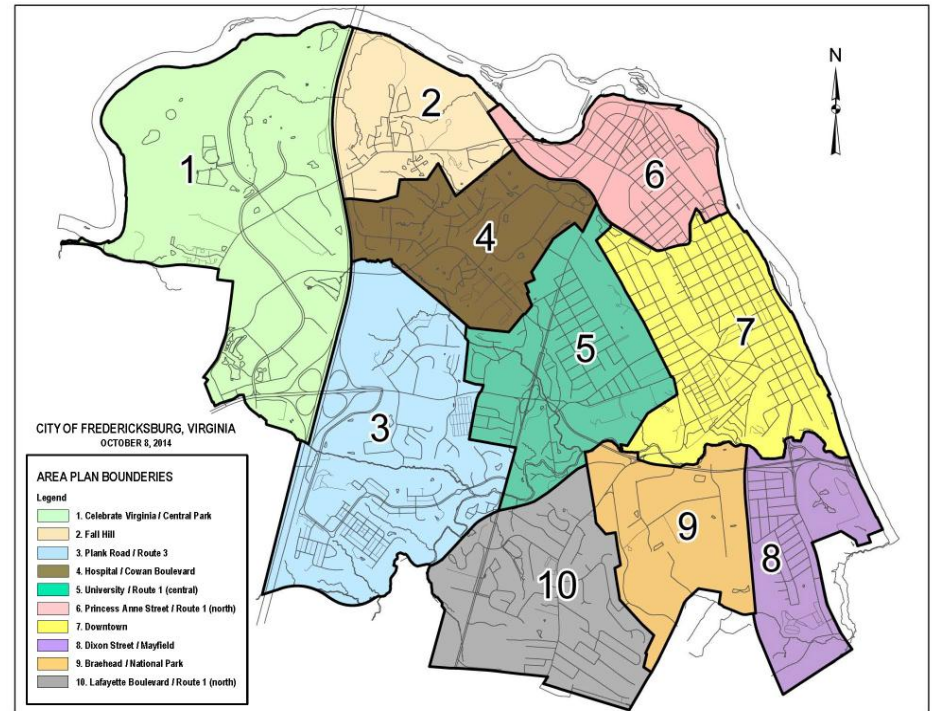 N
1
2
3
4
5
6
7
8
9
10
CITY OF FREDERICKSBURG, VIRGINIA
OCTOBER 8, 2014
AREA PLAN BOUNDERIES
Legend
1. Celebrate Virginia / Central Park
2. Fall Hill
3. Plank Road / Route 3
4. Hospital / Cowan Boulevard
5. University / Route 1 (central)
6. Princess Anne Street / Route 1 (north)
7. Downtown
8. Dixon Street / Mayfield
9. Braehead / National Park
10. Lafayette Boulevard / Route 1 (north)